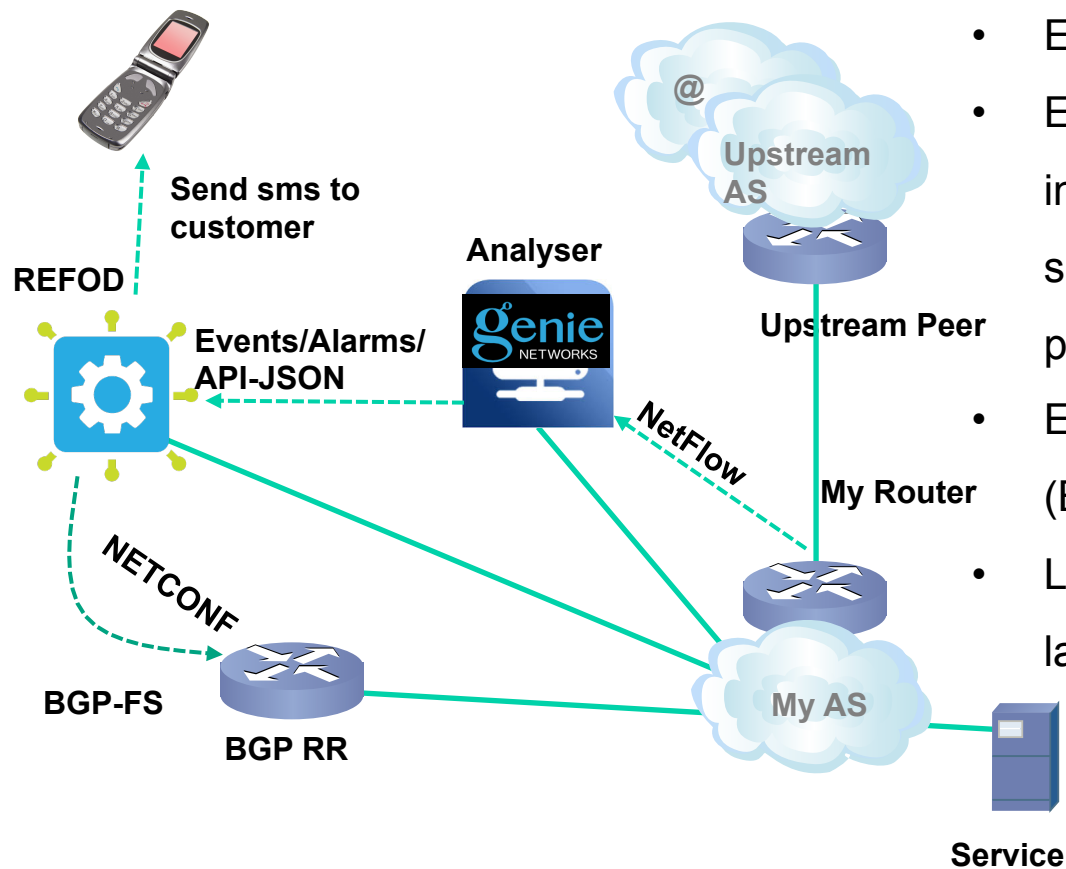 Send sms to
customer
REFOD
Events/Alarms/
API-JSON
Analyser
Genie
NETWORKS
@
Upstream
AS
Upstream Peer
NetFlow
My Router
NETCONF
BGP-FS
BGP RR
My AS
Service
•
•
•
(
•